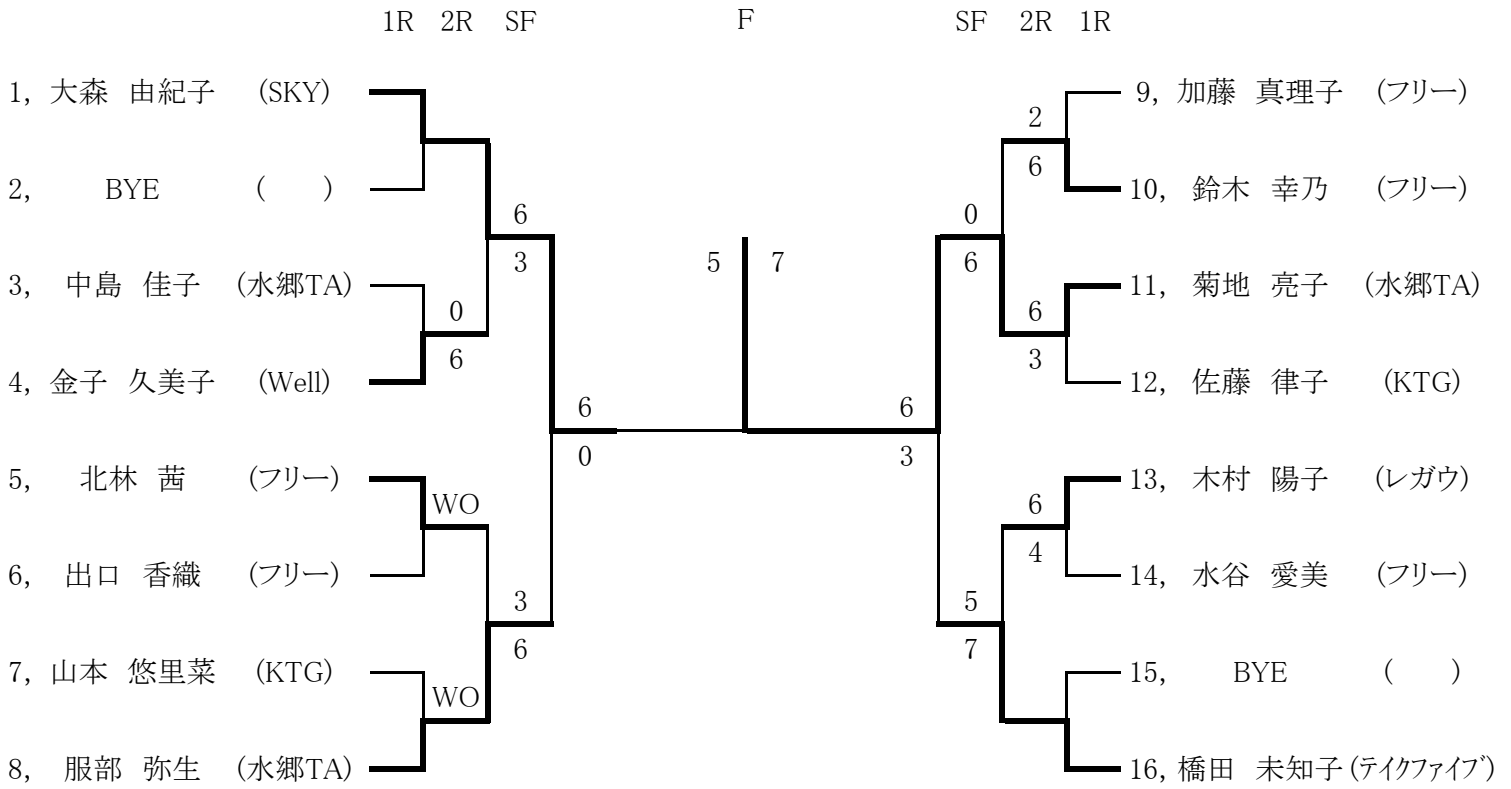 1R 2R SF F SF 2R 1R
1, 大森 由紀子 (SKY)
2, BYE ( )
3, 中島 佳子 (水郷TA)
4, 金子 久美子 (Well)
5, 北林 茜 (フリー)
6, 出口 香織 (フリー)
7, 山本 悠里菜 (KTG)
8, 服部 弥生 (水郷TA)
0
6
WO
WO
6
3
3
6
6
0
5 7
6
3
0
6
5
7
2
6
6
3
6
4
9, 加藤 真理子 (フリー)
10, 鈴木 幸乃 (フリー)
11, 菊地 亮子 (水郷TA)
12, 佐藤 律子 (KTG)
13, 木村 陽子 (レガウ)
14, 水谷 愛美 (フリー)
15, BYE ( )
16, 橋田 未知子 (テイクファイブ)